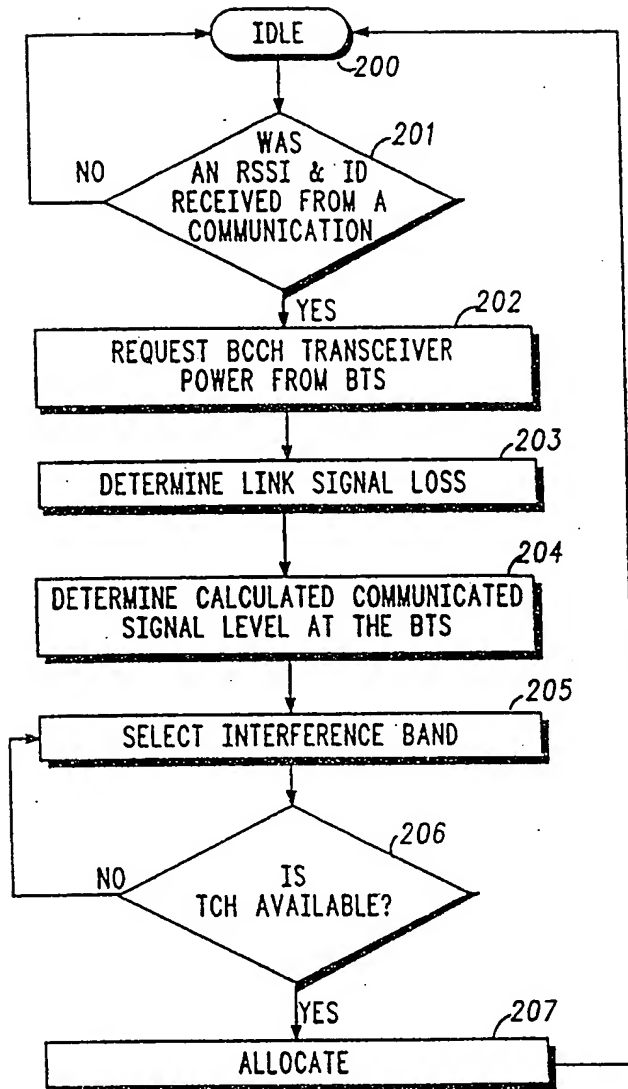 IDLE
200
201
WAS
AN RSSI & ID
RECEIVED FROM A
COMMUNICATION
NO
YES
202
REQUEST BCCH TRANSCEIVER
POWER FROM BTS
203
DETERMINE LINK SIGNAL LOSS
204
DETERMINE CALCULATED COMMUNICATED
SIGNAL LEVEL AT THE BTS
205
SELECT INTERFERENCE BAND
206
IS
TCH AVAILABLE?
NO
YES
207
ALLOCATE